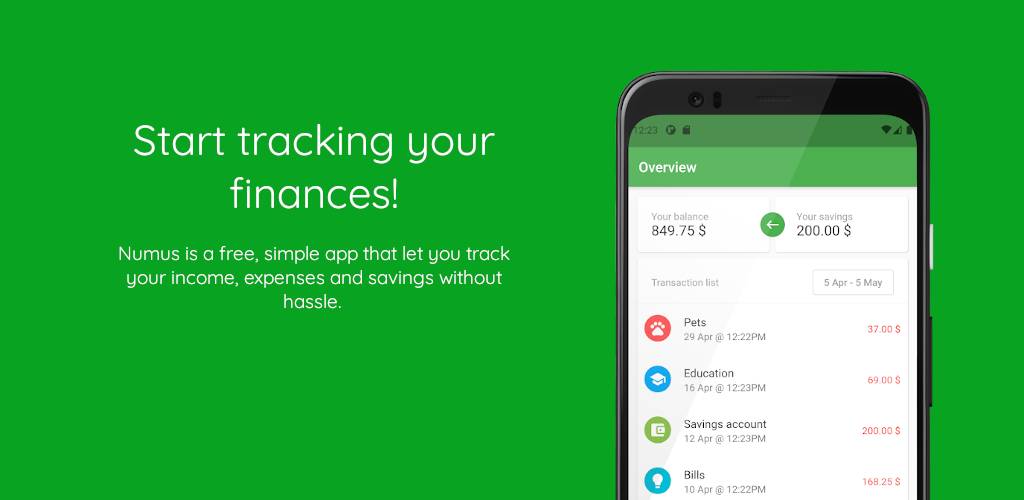 Start tracking your
finances!
Numus is a free, simple app that let you track
your income, expenses and savings without
hassle.
12:23
Overview
Your balance
849.75 $
Your savings
200.00 $
Transaction list
5 Apr - 5 May
Pets
29 Apr @ 12:22PM
37.00 $
Education
16 Apr @ 12:23PM
69.00 $
Savings account
12 Apr @ 12:23PM
200.00 $
Bills
10 Apr @ 12:22PM
168.25 $